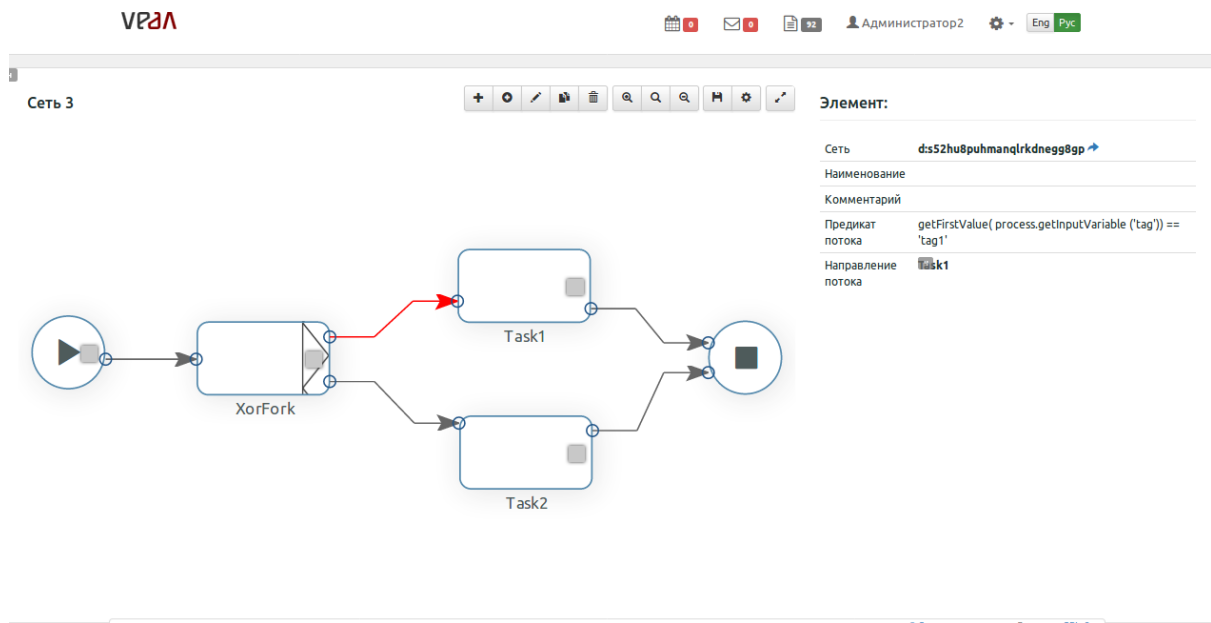 0 0 92 Администратор2 Eng Рус
Сеть 3
Элемент:
Сеть d:s52hu8puhmanqlrkdnegg8gp
Наименование
Комментарий
Предикат потока getFirstValue( process.getInputVariable ('tag')) == 'tag1'
Направление потока Task1
Task1
XorFork
Task2